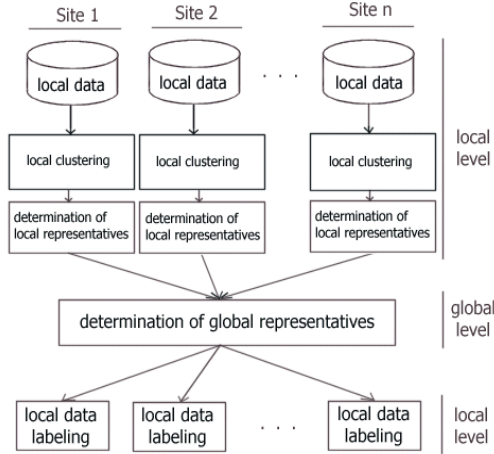 Site 1
Site 2
Site n
local data
local data
. . .
local data
local clustering
local clustering
local clustering
local
level
determination of
local representatives
determination of
local representatives
determination of
local representatives
determination of global representatives
global
level
local data
labeling
local data
labeling
. . .
local data
labeling
local
level